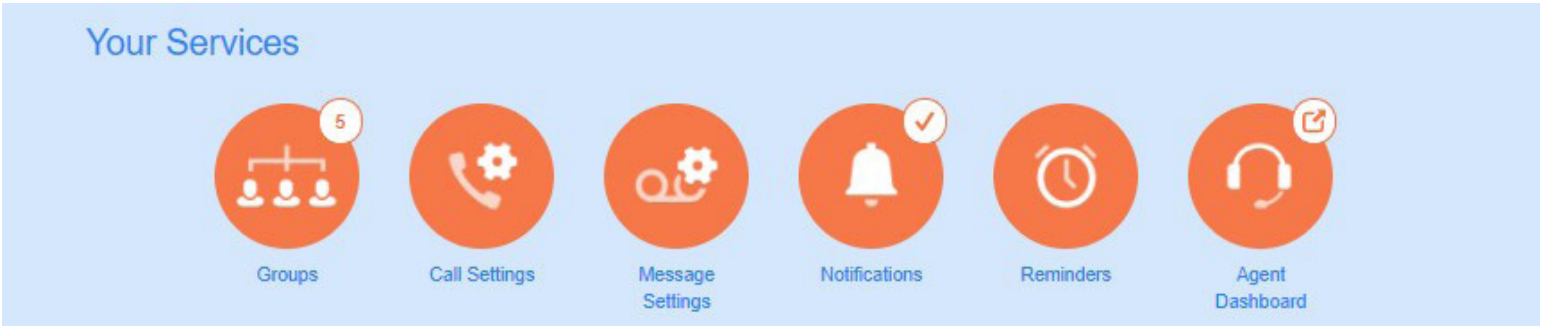 Your Services
5
Groups
Call Settings
Message
Settings
Notifications
Reminders
Agent
Dashboard